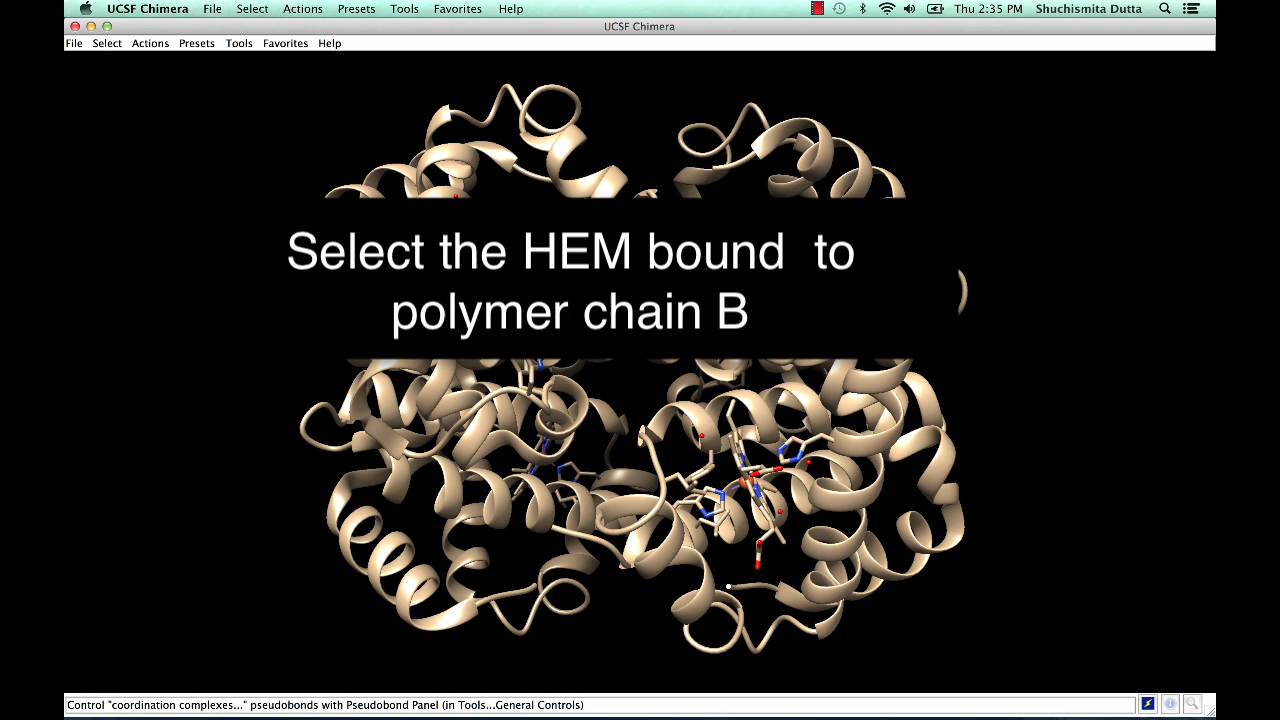 UCSF Chimera File Select Actions Presets Tools Favorites Help Thu 2:35 PM Shuchismita Dutta
UCSF Chimera
File Select Actions Presets Tools Favorites Help
Select the HEM bound to
polymer chain B
Control "coordination complexes..." pseudobonds with Pseudobond Panel (in Tools...General Controls)